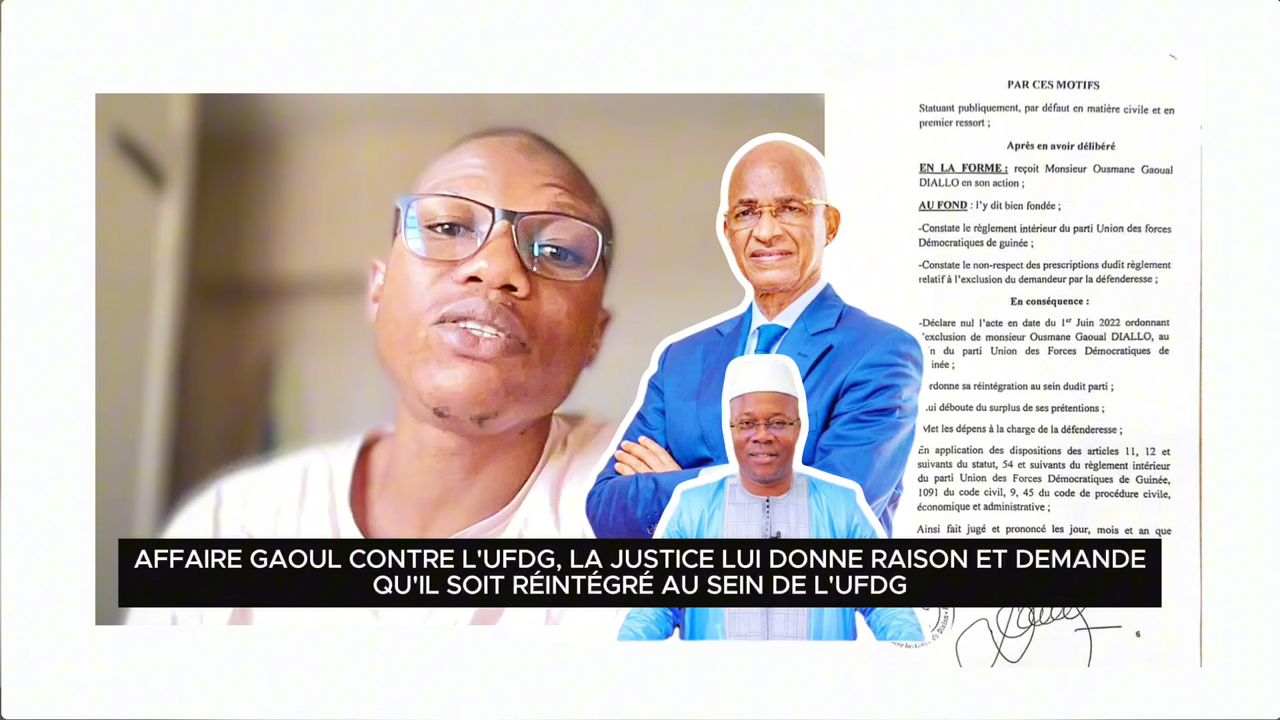 PAR CES MOTIFS
Statuant publiquement, par défaut en matière civile et en
premier ressort ;
Après en avoir délibéré
EN LA FORME : reçoit Monsieur Ousmane Gaoual
DIALLO en son action ;
AU FOND : l'y dit bien fondée ;
-Constate le règlement intérieur du parti Union des forces
Démocratiques de guinée ;
-Constate le non-respect des prescriptions dudit règlement
relatif à l'exclusion du demandeur par la défenderesse ;
En conséquence :
-Déclare nul l'acte en date du 1er Juin 2022 ordonnant
'exclusion de monsieur Ousmane Gaoual DIALLO, au
n du parti Union des Forces Démocratiques de
inée ;
rdonne sa réintégration au sein dudit parti ;
ui déboute du surplus de ses prétentions ;
Met les dépens à la charge de la défenderesse ;
En application des dispositions des articles 11, 12 et
suivants du statut, 54 et suivants du règlement intérieur
du parti Union des Forces Démocratiques de Guinée,
1091 du code civil, 9, 45 du code de procédure civile,
économique et administrative ;
Ainsi fait jugé et prononcé les jour, mois et an que
AFFAIRE GAOUL CONTRE L'UFDG, LA JUSTICE LUI DONNE RAISON ET DEMANDE
QU'IL SOIT RÉINTÉGRÉ AU SEIN DE L'UFDG
6